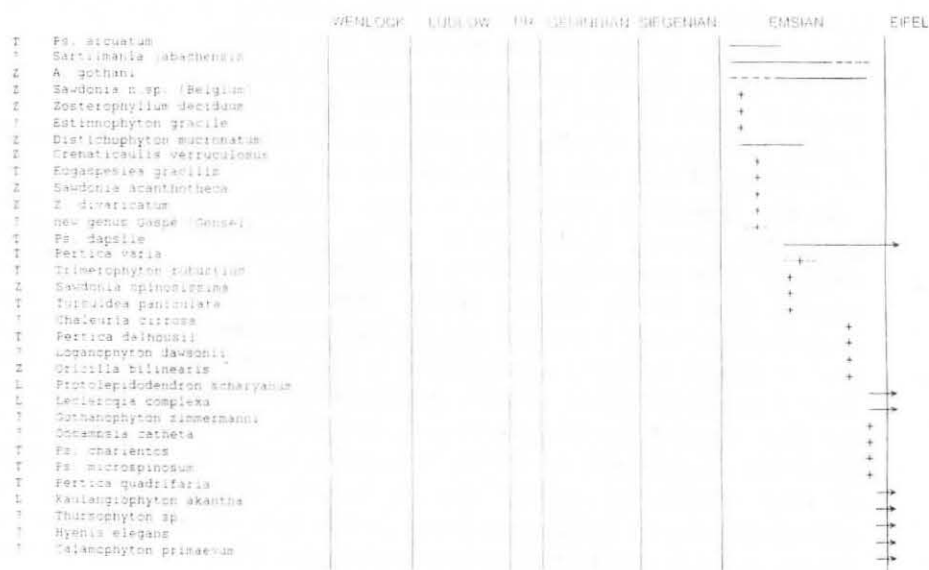 WENLOCK LUDLOW PR GEDINNIAN SIEGENIAN EMSIAN EIFEL
T Ps. arcuatum
? Sartilmania jabachensis
Z A. gothani
Z Sawdonia n.sp. (Belgium)
Z Zosterophyllum deciduum
? Estinnophyton gracile
Z Distichophyton mucronatum
Z Crenaticaulis verruculosus
T Eogaspesiea gracilis
Z Sawdonia acanthotheca
Z Z. divaricatum
? new genus Gaspé (Gensel)
T Ps. dapsile
T Pertica varia
T Trimerophyton robustius
Z Sawdonia spinosissima
T Tursuidea paniculata
? Chaleuria cirrosa
T Pertica dalhousii
? Loganophyton dawsonii
Z Oricilla bilinearis
L Protolepidodendron scharyanum
L Leclercqia complexa
? Gothanophyton zimmermanni
? Oocampsa catheta
T Ps. charientos
T Ps. microspinosum
T Pertica quadrifaria
L Kaulangiophyton akantha
? Thursophyton sp.
? Hyenia elegans
? Calamophyton primaevum